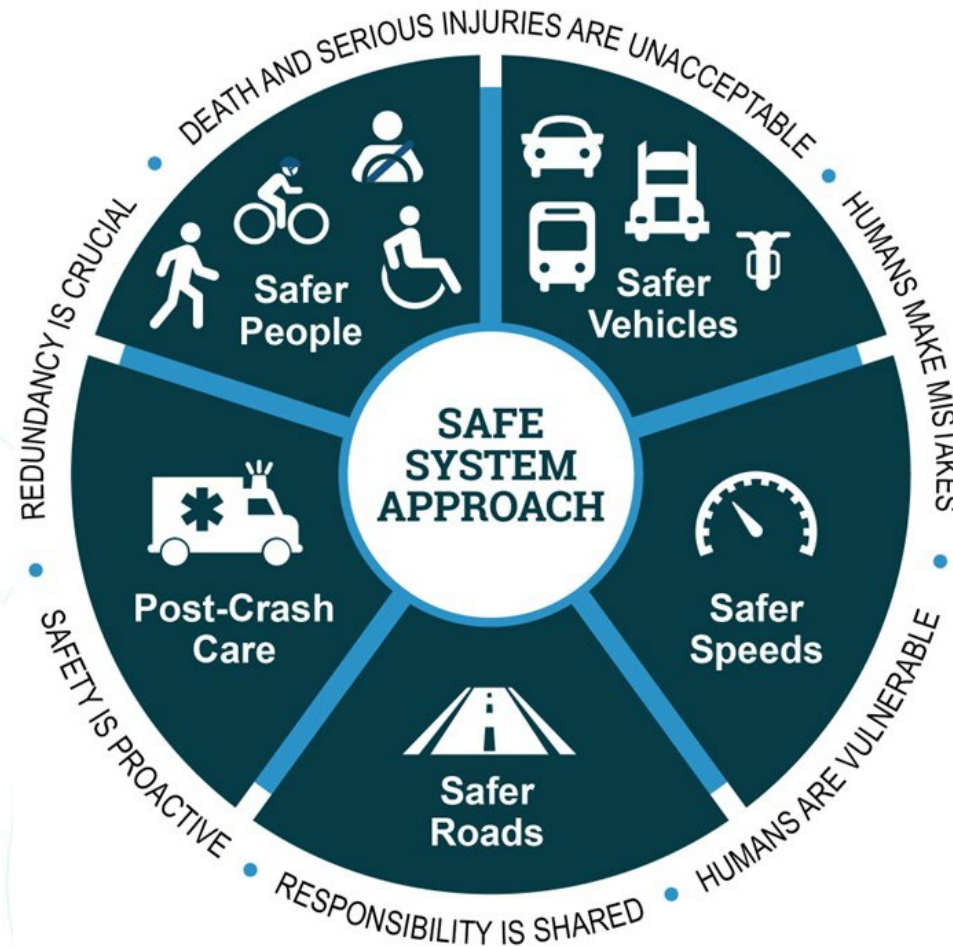 DEATH AND SERIOUS INJURIES ARE UNACCEPTABLE
HUMANS MAKE MISTAKES
HUMANS ARE VULNERABLE
RESPONSIBILITY IS SHARED
SAFETY IS PROACTIVE
REDUNDANCY IS CRUCIAL
Safer
People
Safer
Vehicles
SAFE
SYSTEM
APPROACH
Post-Crash
Care
Safer
Speeds
Safer
Roads